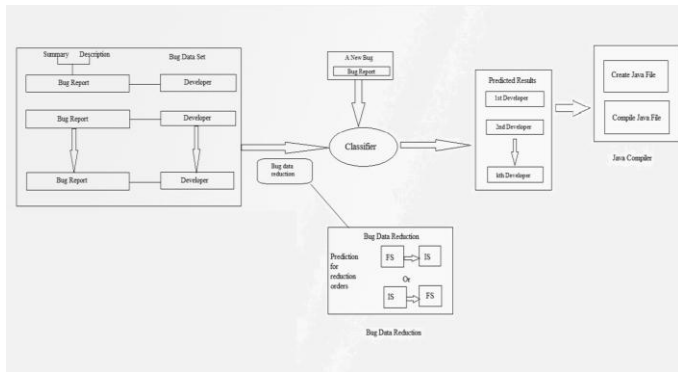 Summary Description Bug Data Set
Bug Report Developer
Bug Report Developer
Bug Report Developer
A New Bug
Bug Report
Classifier
Bug data
reduction
Predicted Results
1st Developer
2nd Developer
kth Developer
Create Java File
Compile Java File
Java Compiler
Bug Data Reduction
Prediction
for
reduction
orders
FS IS
Or
IS FS
Bug Data Reduction